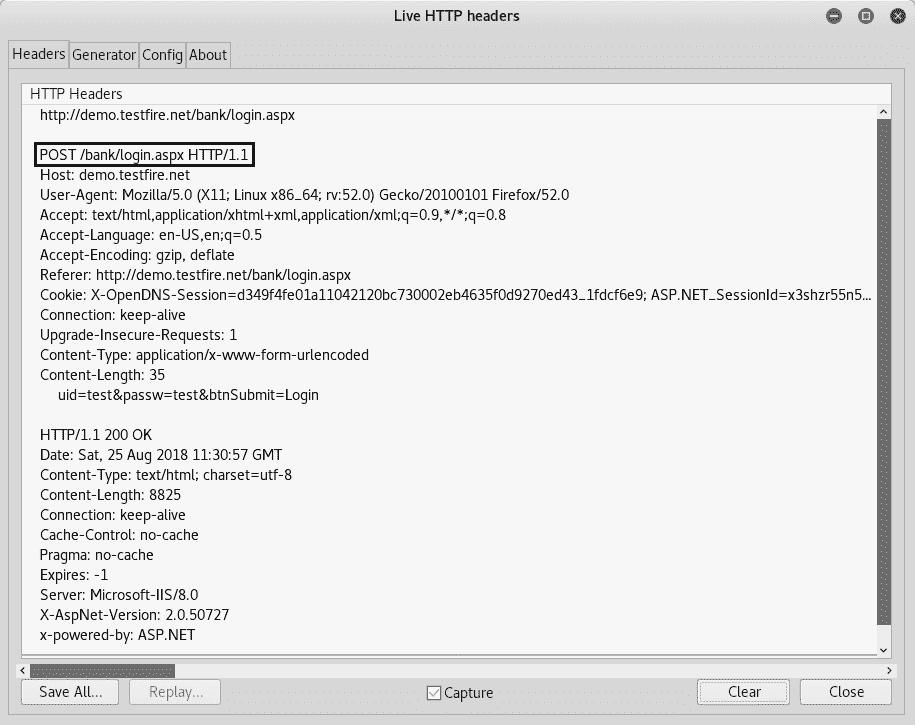 Live HTTP headers
Headers Generator Config About
HTTP Headers
http://demo.testfire.net/bank/login.aspx
POST /bank/login.aspx HTTP/1.1
Host: demo.testfire.net
User-Agent: Mozilla/5.0 (X11; Linux x86_64; rv:52.0) Gecko/20100101 Firefox/52.0
Accept: text/html,application/xhtml+xml,application/xml;q=0.9,*/*;q=0.8
Accept-Language: en-US,en;q=0.5
Accept-Encoding: gzip, deflate
Referer: http://demo.testfire.net/bank/login.aspx
Cookie: X-OpenDNS-Session=d349f4fe01a11042120bc730002eb4635f0d9270ed43_1fdcf6e9; ASP.NET_SessionId=x3shzr55n5...
Connection: keep-alive
Upgrade-Insecure-Requests: 1
Content-Type: application/x-www-form-urlencoded
Content-Length: 35
uid=test&passw=test&btnSubmit=Login
HTTP/1.1 200 OK
Date: Sat, 25 Aug 2018 11:30:57 GMT
Content-Type: text/html; charset=utf-8
Content-Length: 8825
Connection: keep-alive
Cache-Control: no-cache
Pragma: no-cache
Expires: -1
Server: Microsoft-IIS/8.0
X-AspNet-Version: 2.0.50727
x-powered-by: ASP.NET
Save All... Replay... Capture Clear Close